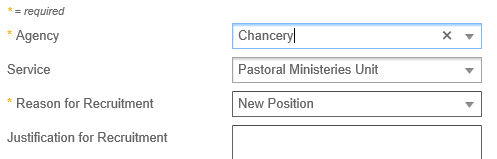 * = required
* Agency Chancery
Service Pastoral Ministeries Unit
* Reason for Recruitment New Position
Justification for Recruitment